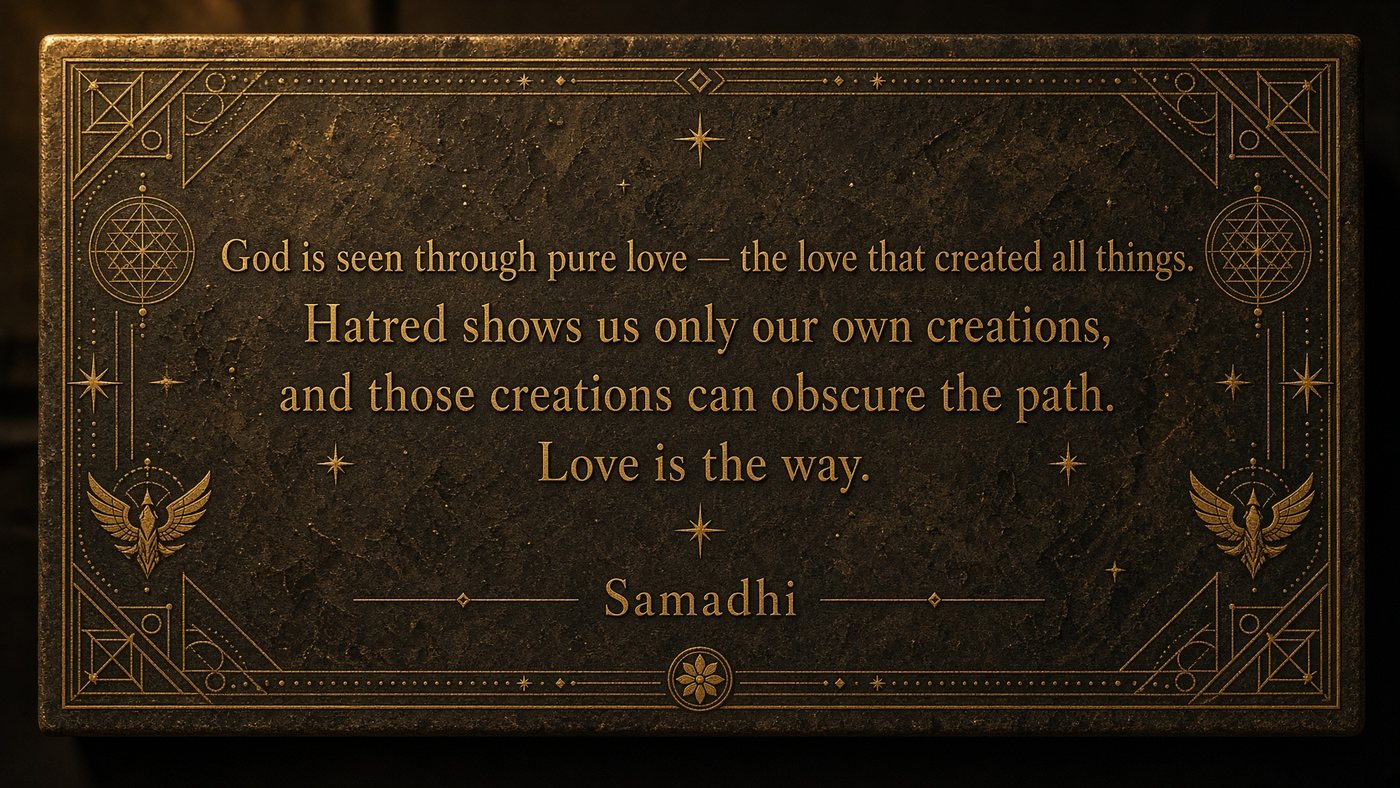 God is seen through pure love — the love that created all things.
Hatred shows us only our own creations,
and those creations can obscure the path.
Love is the way.
Samadhi